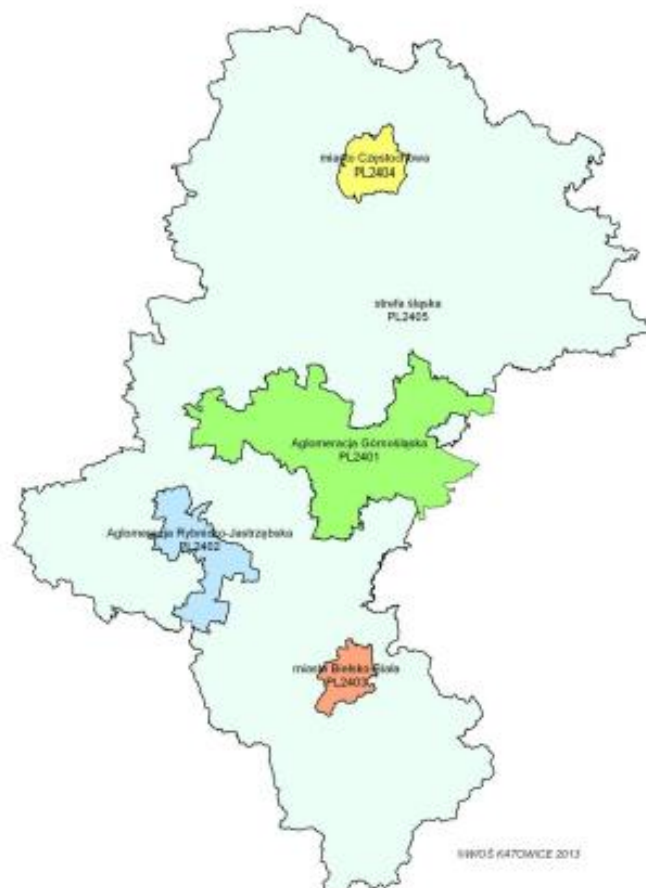 miasto Częstochowa
PL2404
strefa śląska
PL2405
Aglomeracja Górnośląska
PL2401
Aglomeracja Rybnicko-Jastrzębska
PL2402
miasto Bielsko-Biała
PL2403
WIOŚ KATOWICE 2013